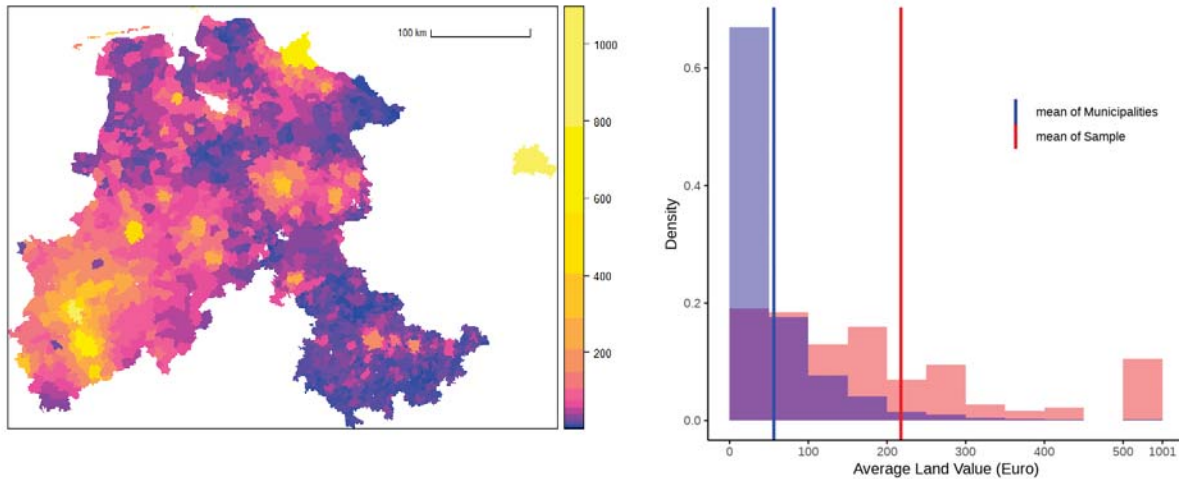 100 km
1000
800
600
400
200
0.6
0.4
0.2
0.0
Density
mean of Municipalities
mean of Sample
0 100 200 300 400 500 1001
Average Land Value (Euro)